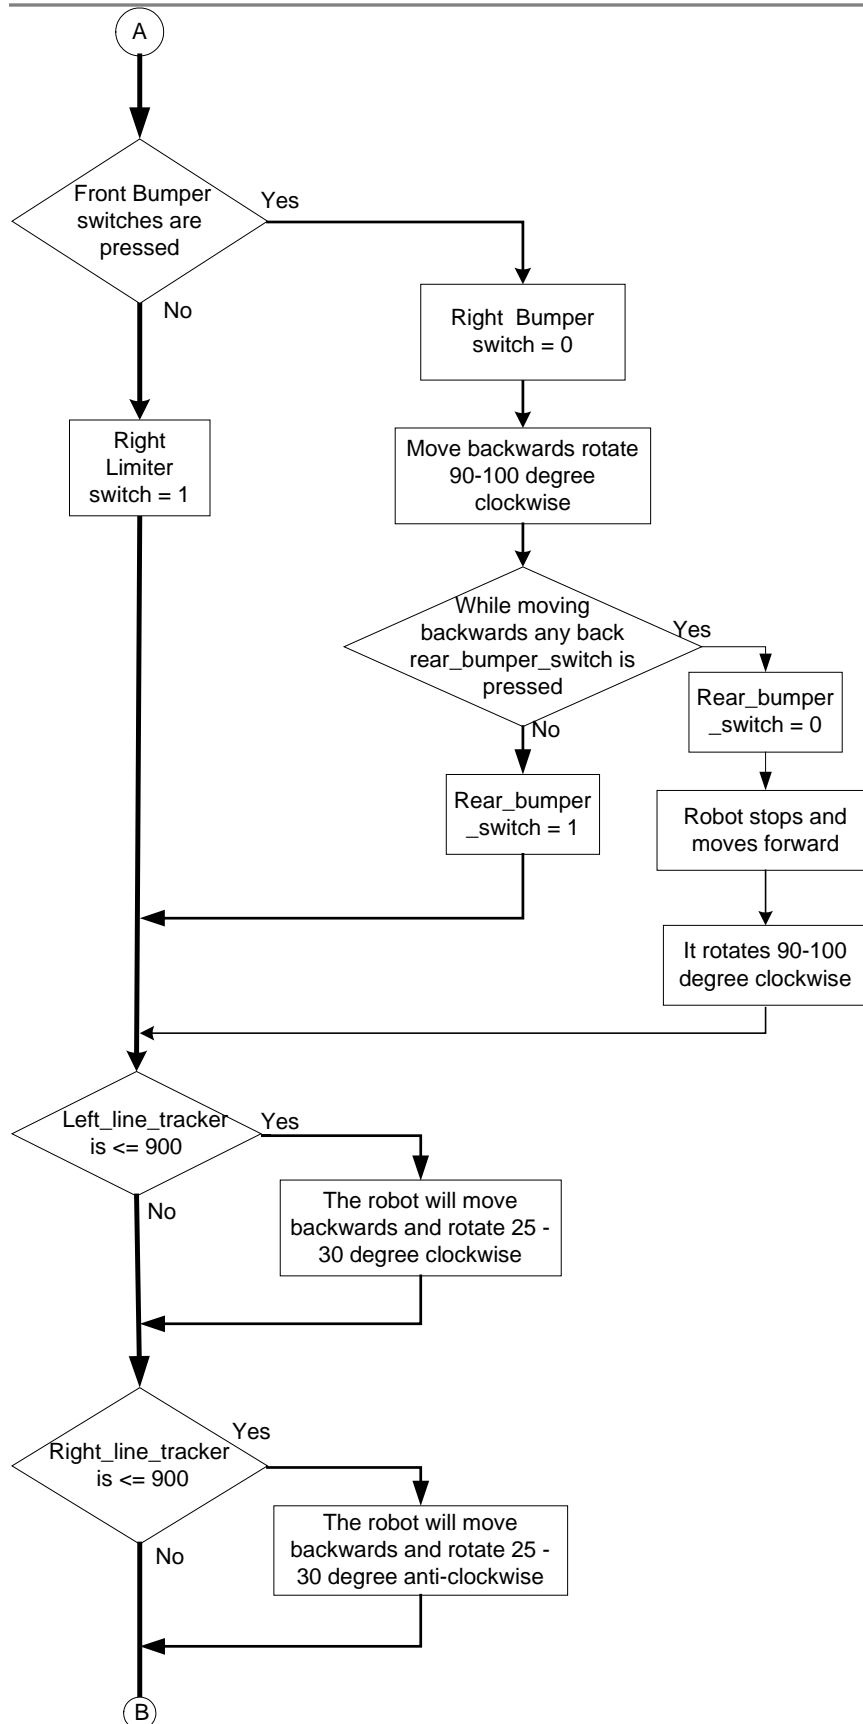 A
Front Bumper
switches are
pressed
Yes
No
Right Bumper
switch = 0
Right
Limiter
switch = 1
Move backwards rotate
90-100 degree
clockwise
While moving
backwards any back
rear_bumper_switch is
pressed
Yes
No
Rear_bumper
_switch = 0
Rear_bumper
_switch = 1
Robot stops and
moves forward
It rotates 90-100
degree clockwise
Left_line_tracker
is <= 900
Yes
No
The robot will move
backwards and rotate 25 -
30 degree clockwise
Right_line_tracker
is <= 900
Yes
No
The robot will move
backwards and rotate 25 -
30 degree anti-clockwise
B